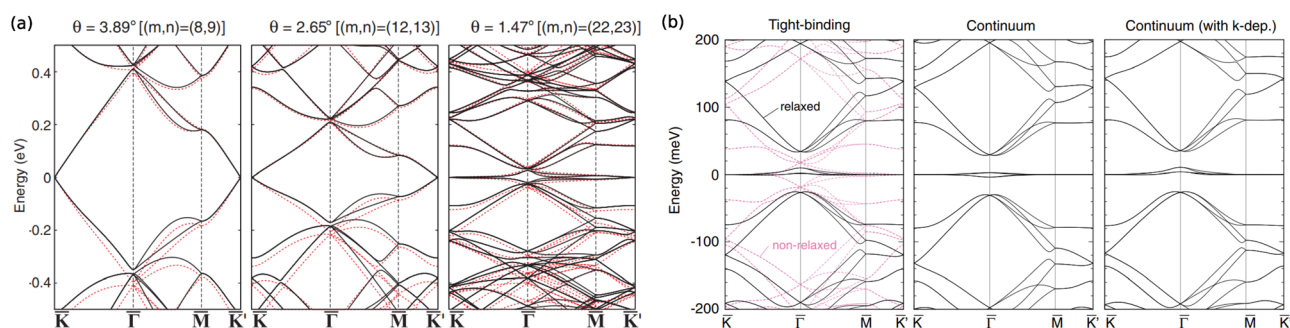 (a)
θ = 3.89° [(m,n)=(8,9)]
θ = 2.65° [(m,n)=(12,13)]
θ = 1.47° [(m,n)=(22,23)]
Energy (eV)
0.4
0.2
0
-0.2
-0.4
K̅ Γ̅ M̅ K̅'
K̅ Γ̅ M̅ K̅'
K̅ Γ̅ M̅ K̅'
(b)
Tight-binding
Continuum
Continuum (with k-dep.)
Energy (meV)
200
100
0
-100
-200
relaxed
non-relaxed
K̅ Γ̅ M̅ K̅'
K̅ Γ̅ M̅ K̅'
K̅ Γ̅ M̅ K̅'